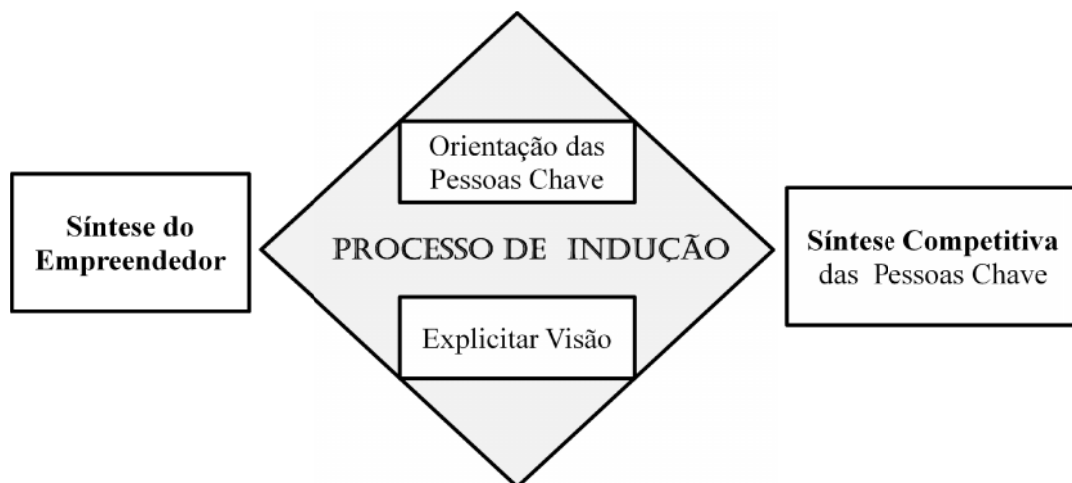 Orientação das
Pessoas Chave
Síntese do
Empreendedor
PROCESSO DE INDUÇÃO
Síntese Competitiva
das Pessoas Chave
Explicitar Visão